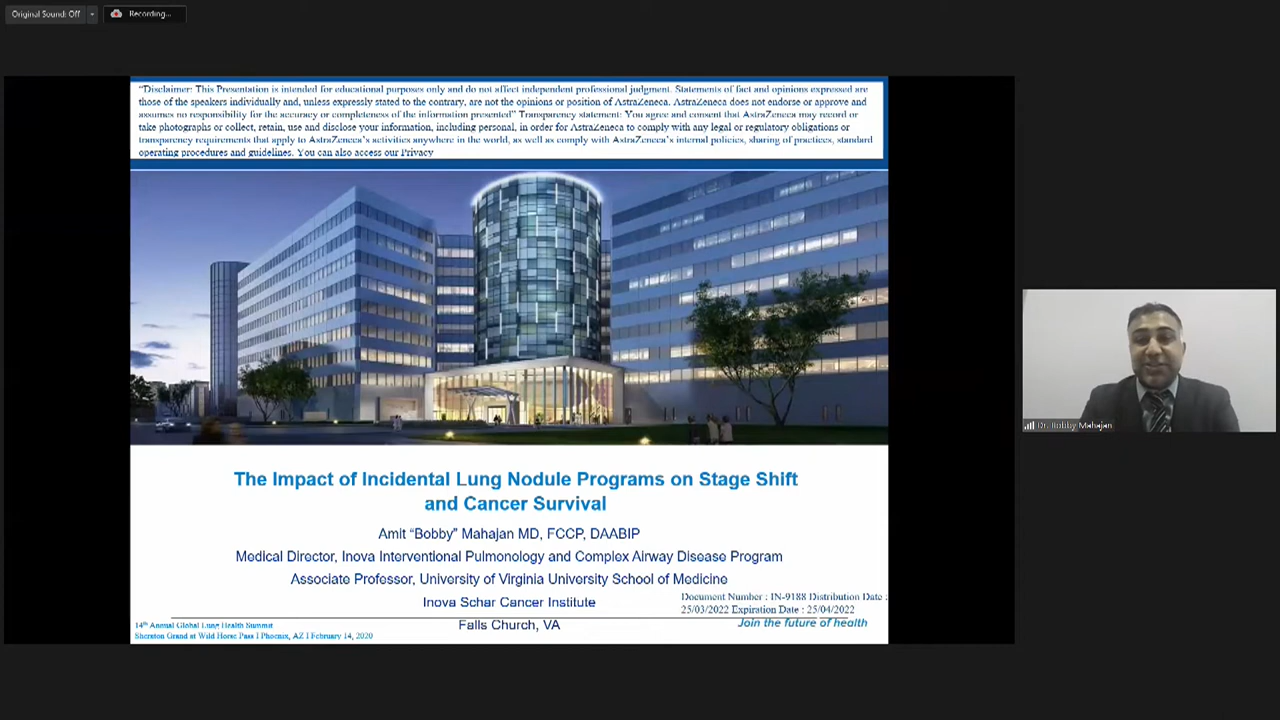 Original Sound: Off
Recording...
"Disclaimer: This Presentation is intended for educational purposes only and do not affect independent professional judgment. Statements of fact and opinions expressed are
those of the speakers individually and, unless expressly stated to the contrary, are not the opinions or position of AstraZeneca. AstraZeneca does not endorse or approve and
assumes no responsibility for the accuracy or completeness of the information presented" Transparency statement: You agree and consent that AstraZeneca may record or
take photographs or collect, retain, use and disclose your information, including personal, in order for AstraZeneca to comply with any legal or regulatory obligations or
transparency requirements that apply to AstraZeneca's activities anywhere in the world, as well as comply with AstraZeneca's internal policies, sharing of practices, standard
operating procedures and guidelines. You can also access our Privacy
The Impact of Incidental Lung Nodule Programs on Stage Shift
and Cancer Survival
Amit "Bobby" Mahajan MD, FCCP, DAABIP
Medical Director, Inova Interventional Pulmonology and Complex Airway Disease Program
Associate Professor, University of Virginia University School of Medicine
Inova Schar Cancer Institute
Falls Church, VA
Document Number : IN-9188 Distribution Date :
25/03/2022 Expiration Date : 25/04/2022
Join the future of health
14th Annual Global Lung Health Summit
Sheraton Grand at Wild Horse Pass I Phoenix, AZ I February 14, 2020
Dr. Bobby Mahajan